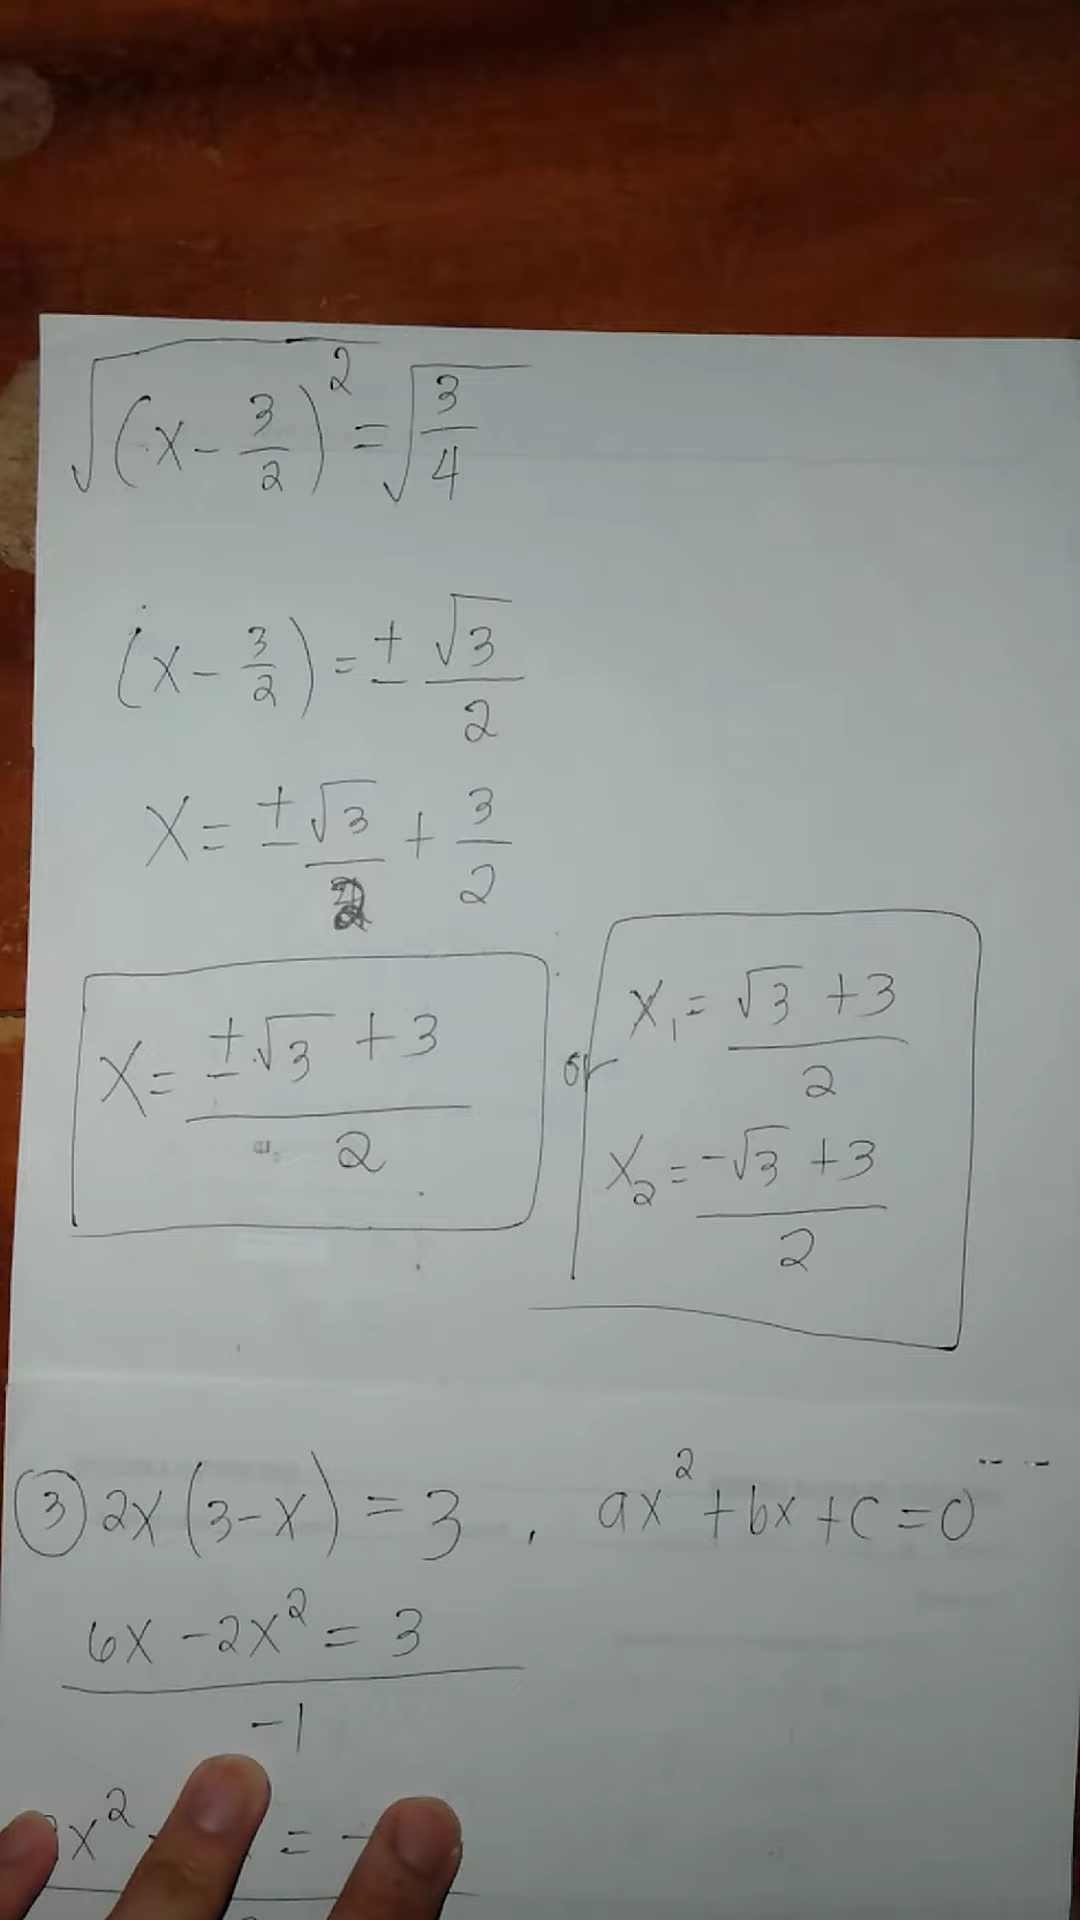 √(x - 3/2)² = √3/4
(x - 3/2) = ± √3/2
x = ±√3/2 + 3/2
x = ±√3 + 3 / 2
or
x₁ = √3 + 3 / 2
x₂ = -√3 + 3 / 2
③ 2x(3-x) = 3 , ax² + bx + c = 0
6x - 2x² = 3
-1
x² = -